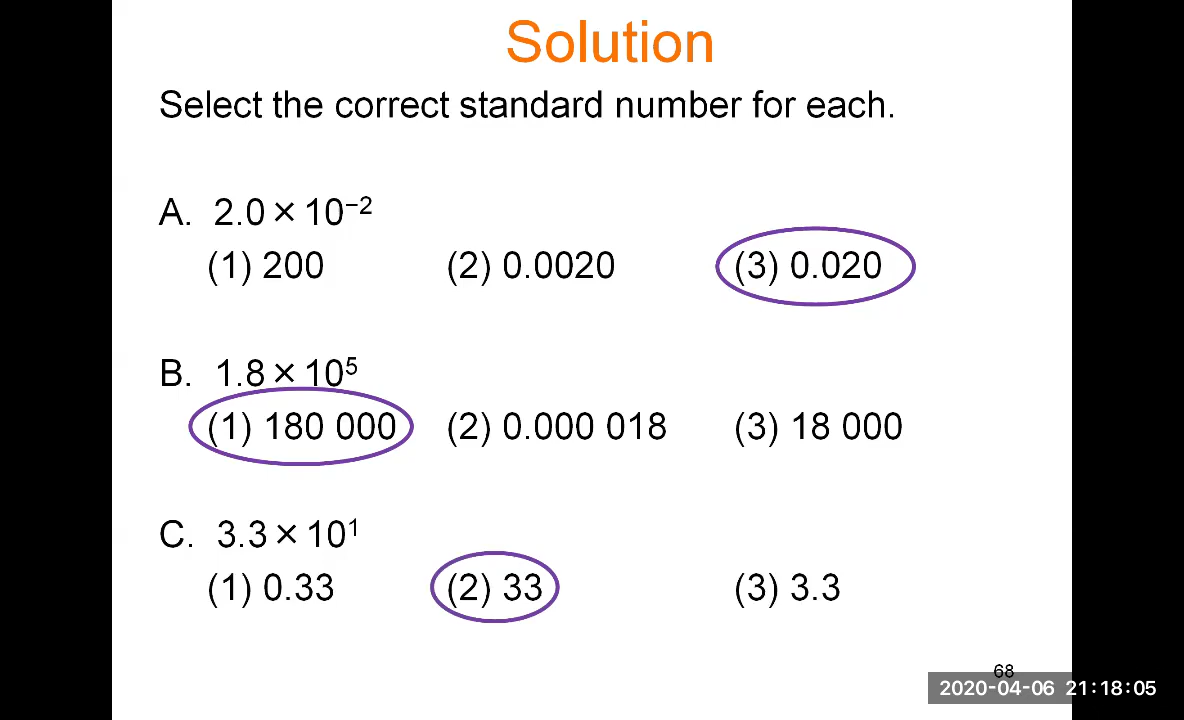 Solution
Select the correct standard number for each.
A. 2.0 × 10⁻²
(1) 200 (2) 0.0020 (3) 0.020
B. 1.8 × 10⁵
(1) 180 000 (2) 0.000 018 (3) 18 000
C. 3.3 × 10¹
(1) 0.33 (2) 33 (3) 3.3
68
2020-04-06 21:18:05